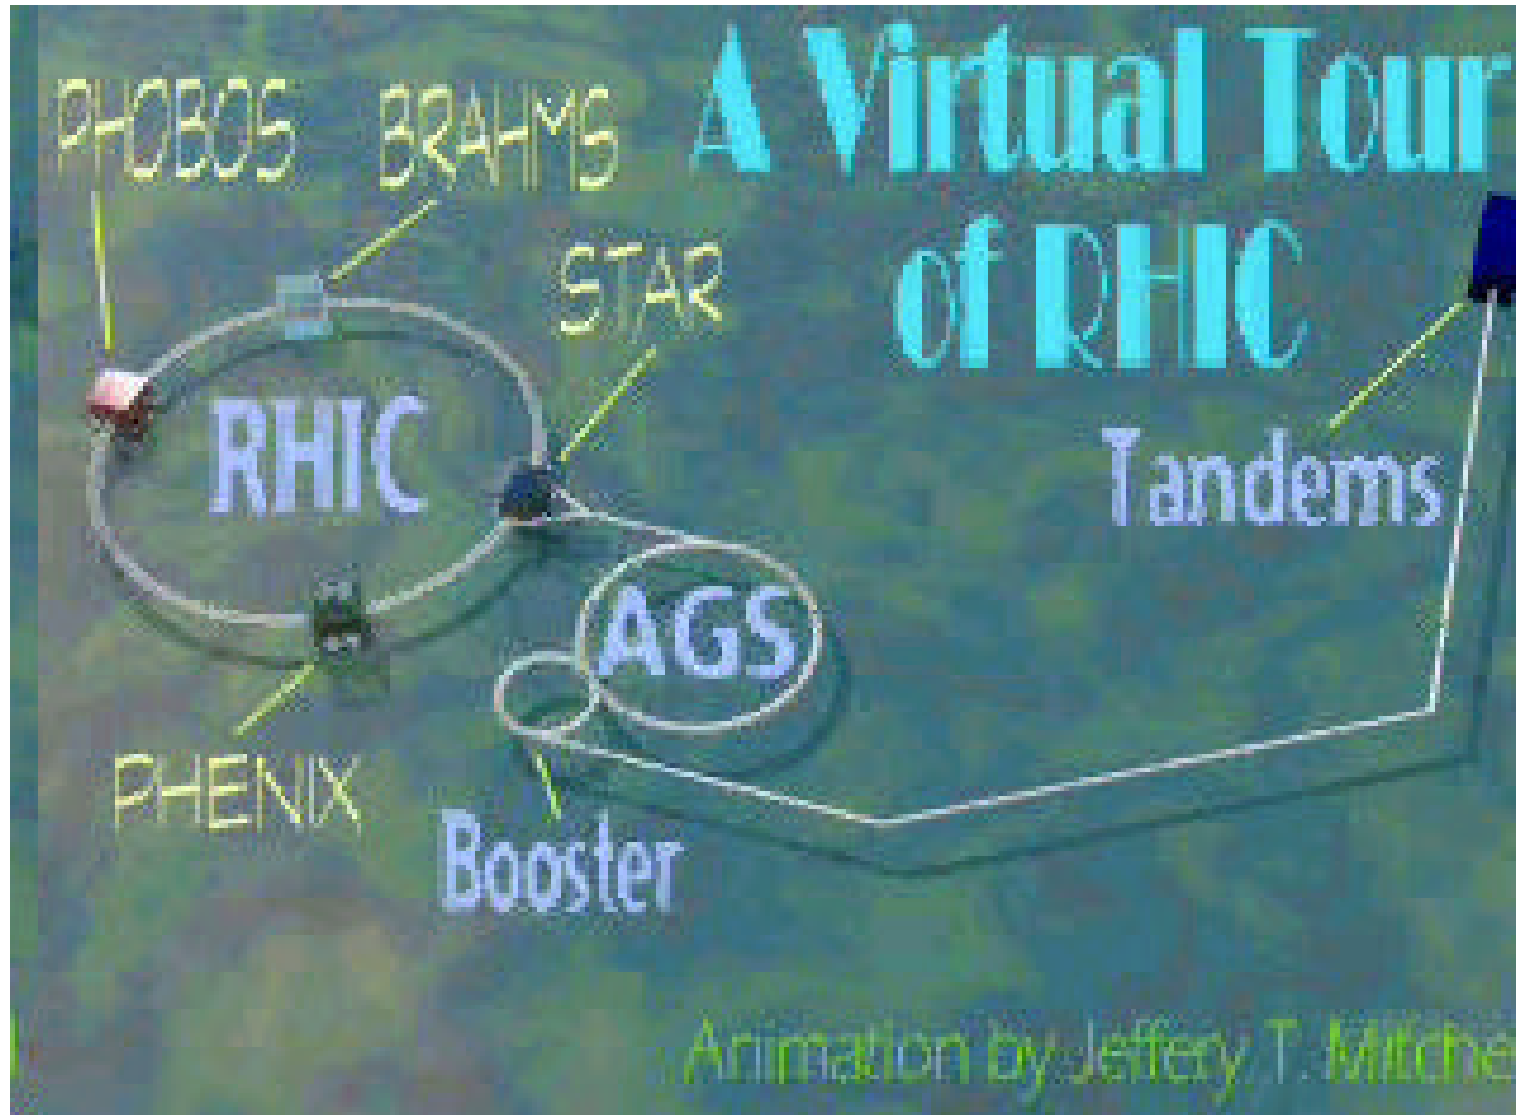 A Virtual Tour
of RHIC
PHOBOS
BRAHMS
STAR
RHIC
Tandems
AGS
PHENIX
Booster
Animation by Jeffery T. Mitche